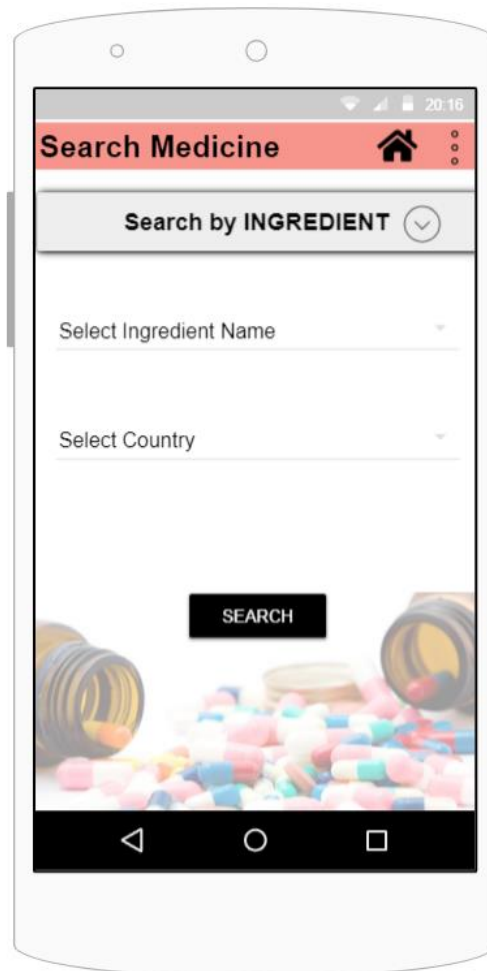 20:16
Search Medicine
Search by INGREDIENT
Select Ingredient Name
Select Country
SEARCH